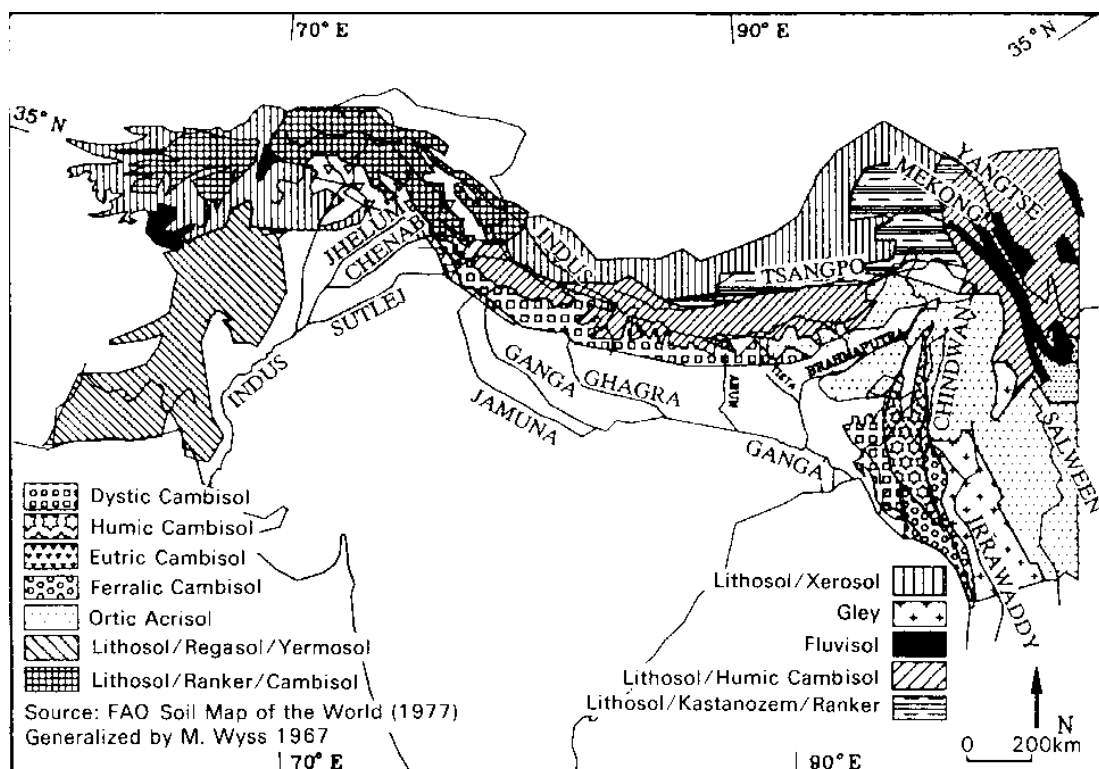 70° E
90° E
35° N
35° N
YANGTSE
MEKONG
JHELUM
CHENAB
INDUS
TSANGPO
SUTLEJ
INDUS
GANGA
GHAGRA
JAMUNA
ARUN
TISTA
BRAHMAPUTRA
CHINDWAN
GANGA
SALWEEN
IRRAWADDY
Dystic Cambisol
Humic Cambisol
Eutric Cambisol
Ferralic Cambisol
Ortic Acrisol
Lithosol/Regasol/Yermosol
Lithosol/Ranker/Cambisol
Source: FAO Soil Map of the World (1977)
Generalized by M. Wyss 1967
Lithosol/Xerosol
Gley
Fluvisol
Lithosol/Humic Cambisol
Lithosol/Kastanozem/Ranker
N
0 200km
70° E
90° E